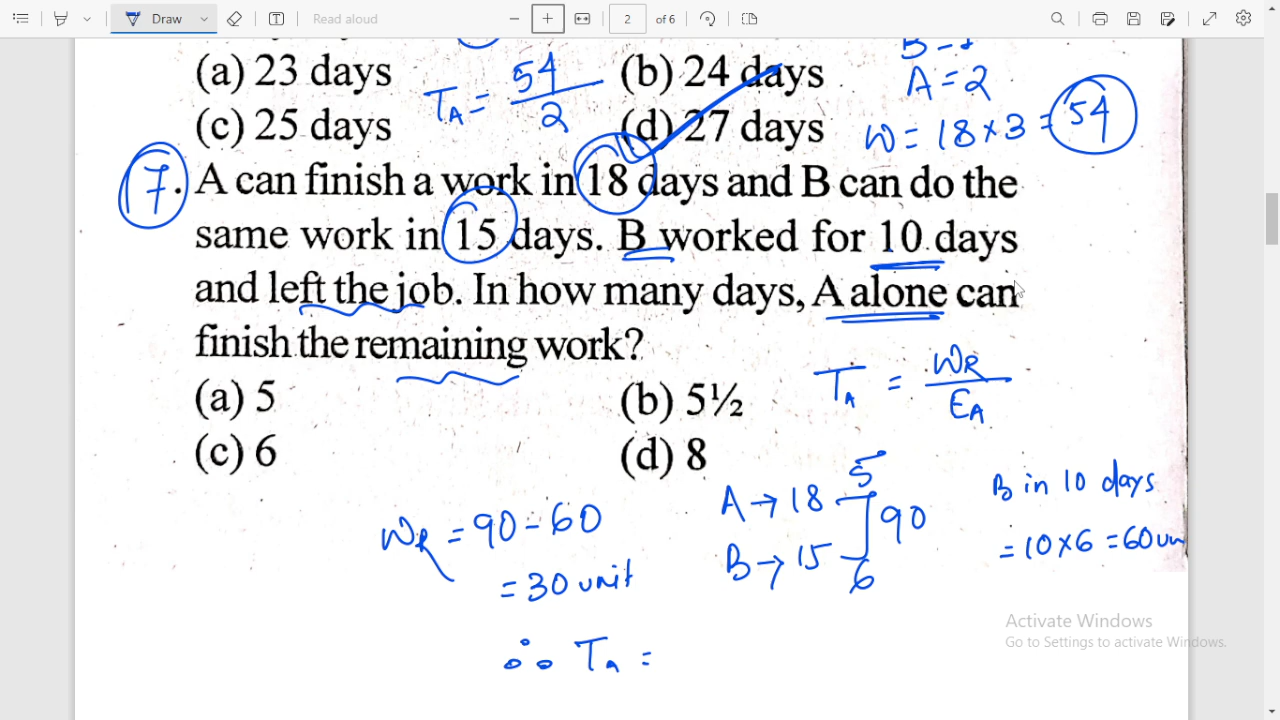 Draw
Read aloud
2 of 6
B-
(a) 23 days
(b) 24 days
A = 2
T_A = 54/2
(c) 25 days
(d) 27 days
W = 18 × 3 = 54
7. A can finish a work in 18 days and B can do the
same work in 15 days. B worked for 10 days
and left the job. In how many days, A alone can
finish the remaining work?
T_A = W_R/E_A
(a) 5
(b) 5½
(c) 6
(d) 8
5
A → 18
90
B → 15
6
B in 10 days
= 10×6 = 60un
W_R = 90 - 60
= 30 unit
∴ T_A =
Activate Windows
Go to Settings to activate Windows.